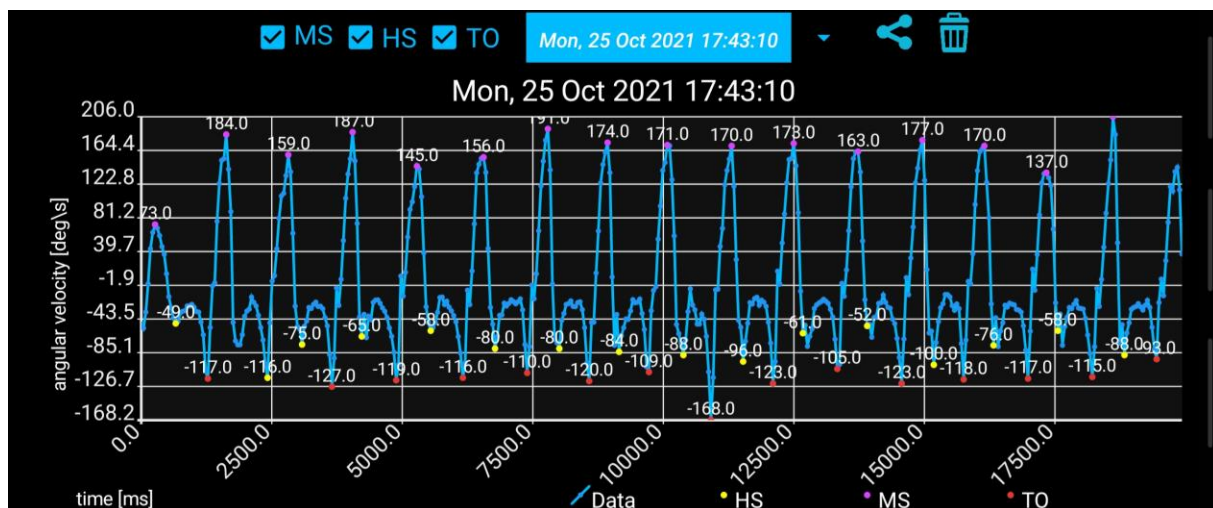 MS HS TO Mon, 25 Oct 2021 17:43:10
Mon, 25 Oct 2021 17:43:10
206.0
164.4
122.8
81.2
39.7
-1.9
-43.5
-85.1
-126.7
-168.2
angular velocity [deg\s]
73.0 184.0 159.0 187.0 145.0 156.0 191.0 174.0 171.0 170.0 173.0 163.0 177.0 170.0 137.0
-49.0 -75.0 -65.0 -58.0 -80.0 -80.0 -84.0 -88.0 -96.0 -61.0 -52.0 -100.0 -76.0 -58.0 -88.0
-117.0 -116.0 -127.0 -119.0 -116.0 -110.0 -120.0 -109.0 -168.0 -123.0 -105.0 -123.0 -118.0 -117.0 -115.0 -93.0
0.0 2500.0 5000.0 7500.0 10000.0 12500.0 15000.0 17500.0
time [ms] Data HS MS TO